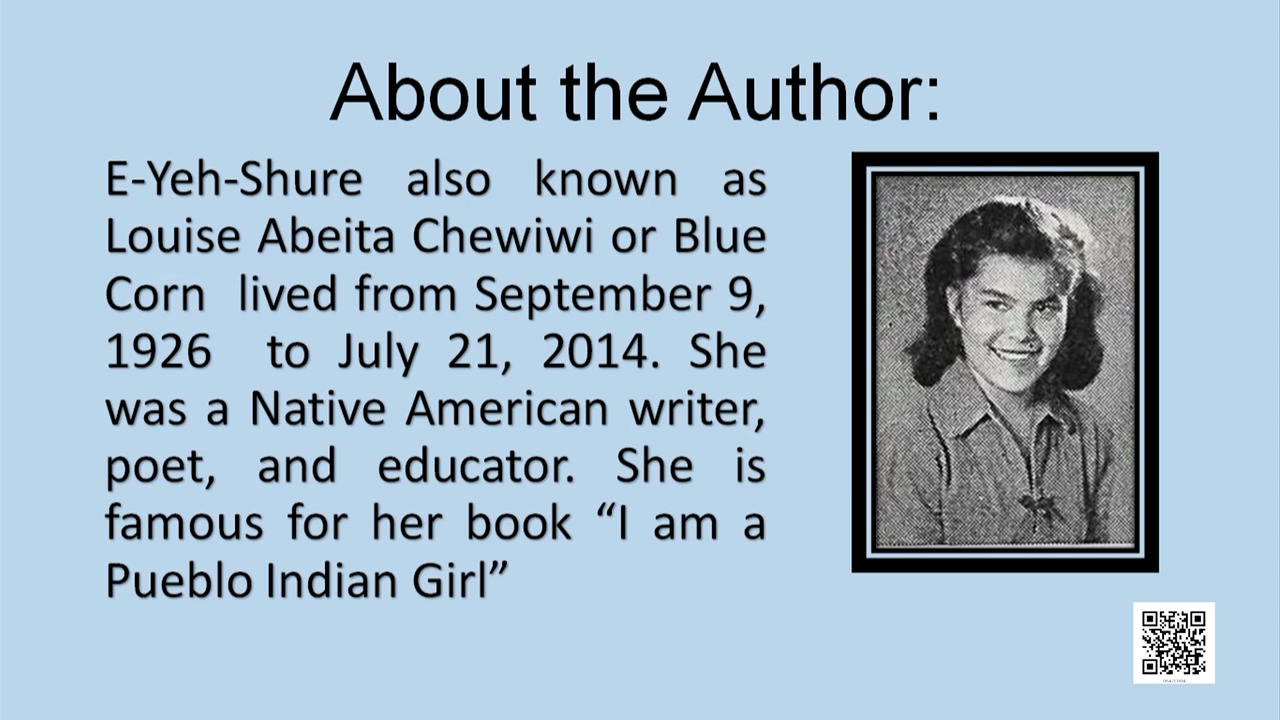 About the Author:
E-Yeh-Shure also known as
Louise Abeita Chewiwi or Blue
Corn lived from September 9,
1926 to July 21, 2014. She
was a Native American writer,
poet, and educator. She is
famous for her book “I am a
Pueblo Indian Girl”